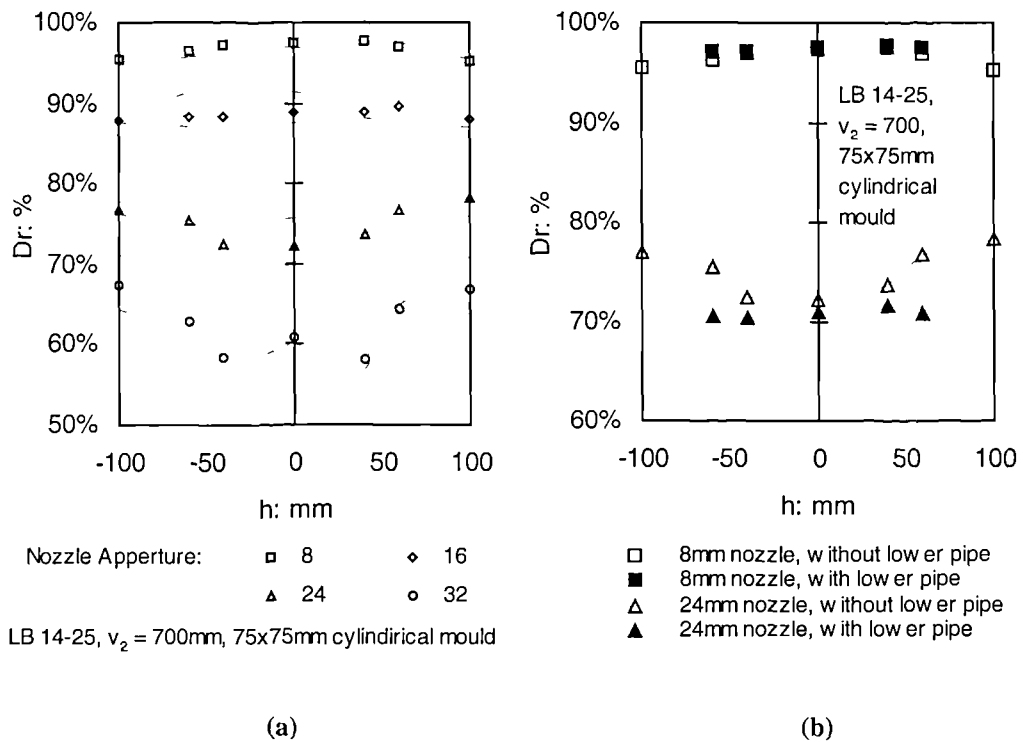 100%
90%
80%
70%
60%
50%
Dr: %
-100 -50 0 50 100
h: mm
Nozzle Apperture: 8 16
24 32
LB 14-25, v₂ = 700mm, 75x75mm cylindirical mould
(a)
100%
90%
80%
70%
60%
Dr: %
LB 14-25,
v₂ = 700,
75x75mm
cylindrical
mould
-100 -50 0 50 100
h: mm
8mm nozzle, without lower pipe
8mm nozzle, with lower pipe
24mm nozzle, without lower pipe
24mm nozzle, with lower pipe
(b)